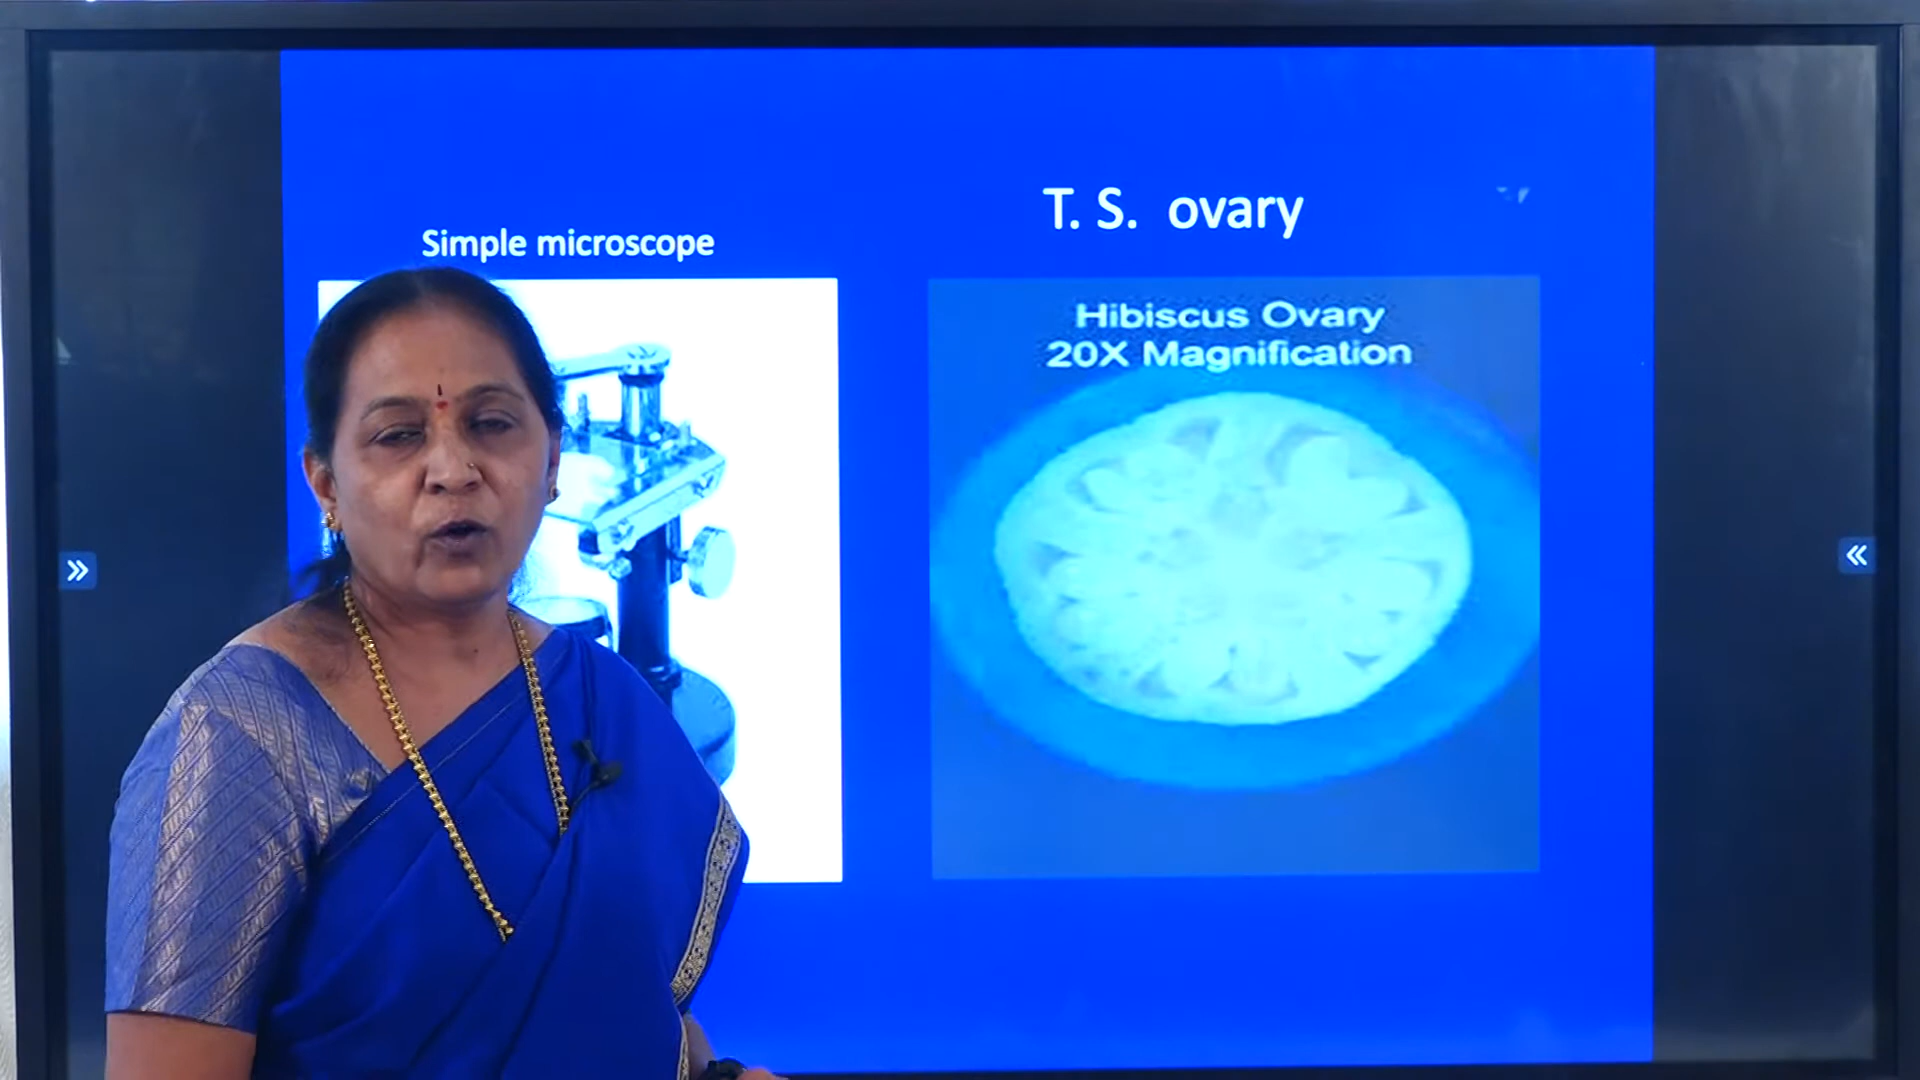 Simple microscope
T. S. ovary
Hibiscus Ovary
20X Magnification